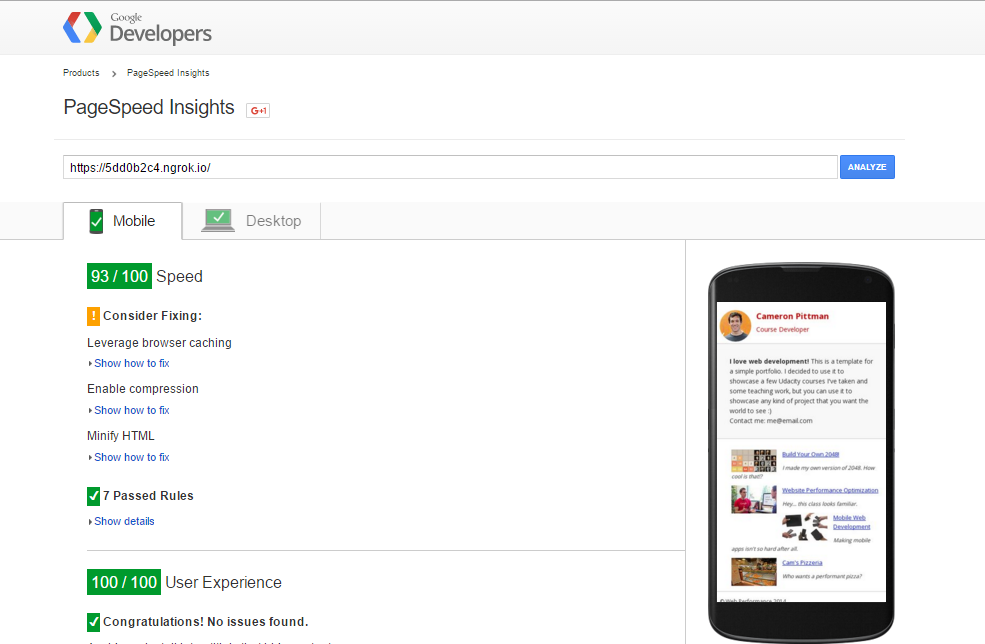 Google
Developers
Products › PageSpeed Insights
PageSpeed Insights
G+1
https://5dd0b2c4.ngrok.io/
ANALYZE
Mobile
Desktop
93 / 100 Speed
! Consider Fixing:
Leverage browser caching
Show how to fix
Enable compression
Show how to fix
Minify HTML
Show how to fix
7 Passed Rules
Show details
100 / 100 User Experience
Congratulations! No issues found.
Cameron Pittman
Course Developer
I love web development! This is a template for
a simple portfolio. I decided to use it to
showcase a few Udacity courses I've taken and
some teaching work, but you can use it to
showcase any kind of project that you want the
world to see :)
Contact me: me@email.com
Build Your Own 2048
I made my own version of 2048. How
cool is that?
Website Performance Optimization
Hey... this class looks familiar.
Mobile Web
Development
Making mobile
apps isn't so hard after all.
Cam's Pizzeria
Who wants a performant pizza?